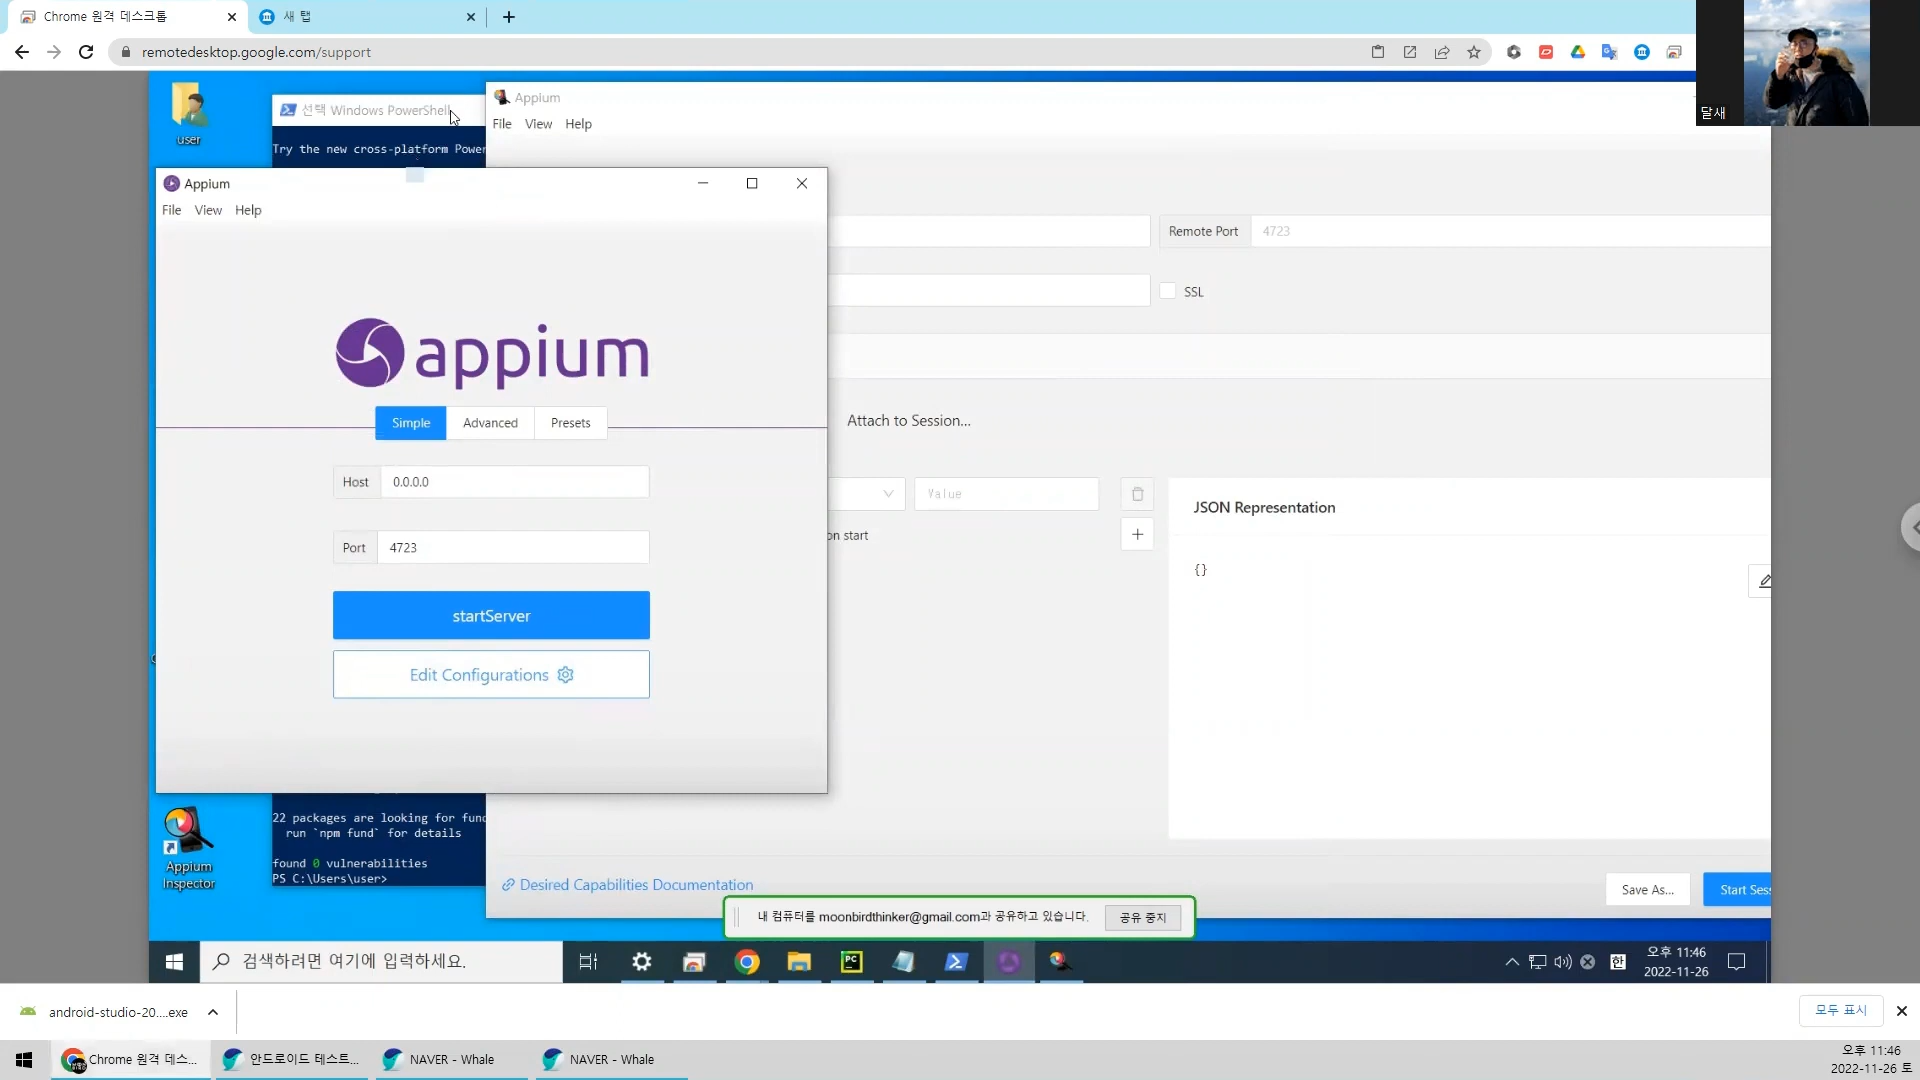 Chrome 원격 데스크톱
새 탭
remotedesktop.google.com/support
달새
user
선택 Windows PowerShell
Try the new cross-platform Power
Appium
File View Help
Appium
File View Help
appium
Simple Advanced Presets
Host 0.0.0.0
Port 4723
startServer
Edit Configurations
Remote Port 4723
SSL
Attach to Session...
Value
on start
JSON Representation
{}
22 packages are looking for fund
run `npm fund` for details
found 0 vulnerabilities
PS C:\Users\user>
Appium
Inspector
Desired Capabilities Documentation
Save As...
Start Sess
내 컴퓨터를 moonbirdthinker@gmail.com과 공유하고 있습니다.
공유 중지
검색하려면 여기에 입력하세요.
PC
한
오후 11:46
2022-11-26
android-studio-20....exe
모두 표시
Chrome 원격 데스...
안드로이드 테스트...
NAVER - Whale
NAVER - Whale
오후 11:46
2022-11-26 토